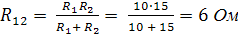 R₁₂ = R₁R₂ / (R₁ + R₂) = 10·15 / (10 + 15) = 6 Ом